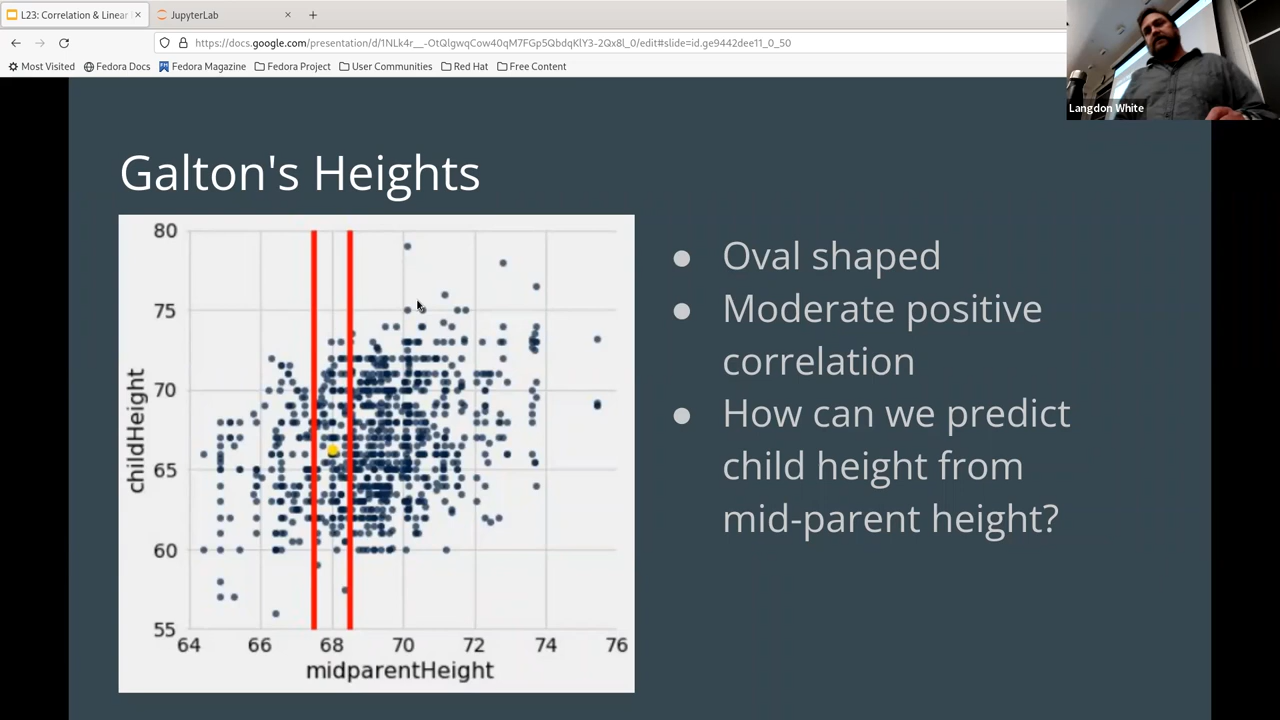 L23: Correlation & Linear
JupyterLab
https://docs.google.com/presentation/d/1NLk4r__-OtQlgwqCow40qM7FGp5QbdqKlY3-2Qx8l_0/edit#slide=id.ge9442dee11_0_50
Most Visited
Fedora Docs
Fedora Magazine
Fedora Project
User Communities
Red Hat
Free Content
Langdon White
Galton's Heights
80
75
70
65
60
55
childHeight
64 66 68 70 72 74 76
midparentHeight
● Oval shaped
● Moderate positive
correlation
● How can we predict
child height from
mid-parent height?